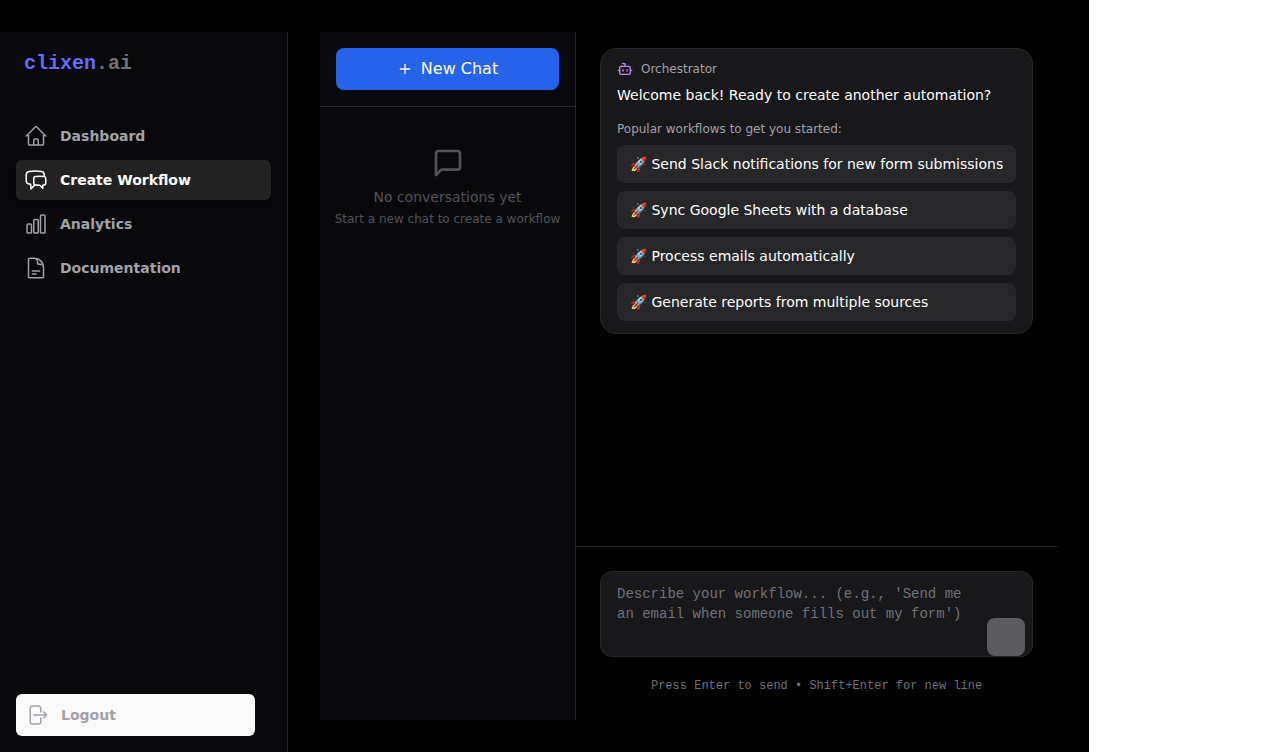 clixen.ai
Dashboard
Create Workflow
Analytics
Documentation
Logout
New Chat
No conversations yet
Start a new chat to create a workflow
Orchestrator
Welcome back! Ready to create another automation?
Popular workflows to get you started:
🚀 Send Slack notifications for new form submissions
🚀 Sync Google Sheets with a database
🚀 Process emails automatically
🚀 Generate reports from multiple sources
Describe your workflow... (e.g., 'Send me
an email when someone fills out my form')
Press Enter to send • Shift+Enter for new line